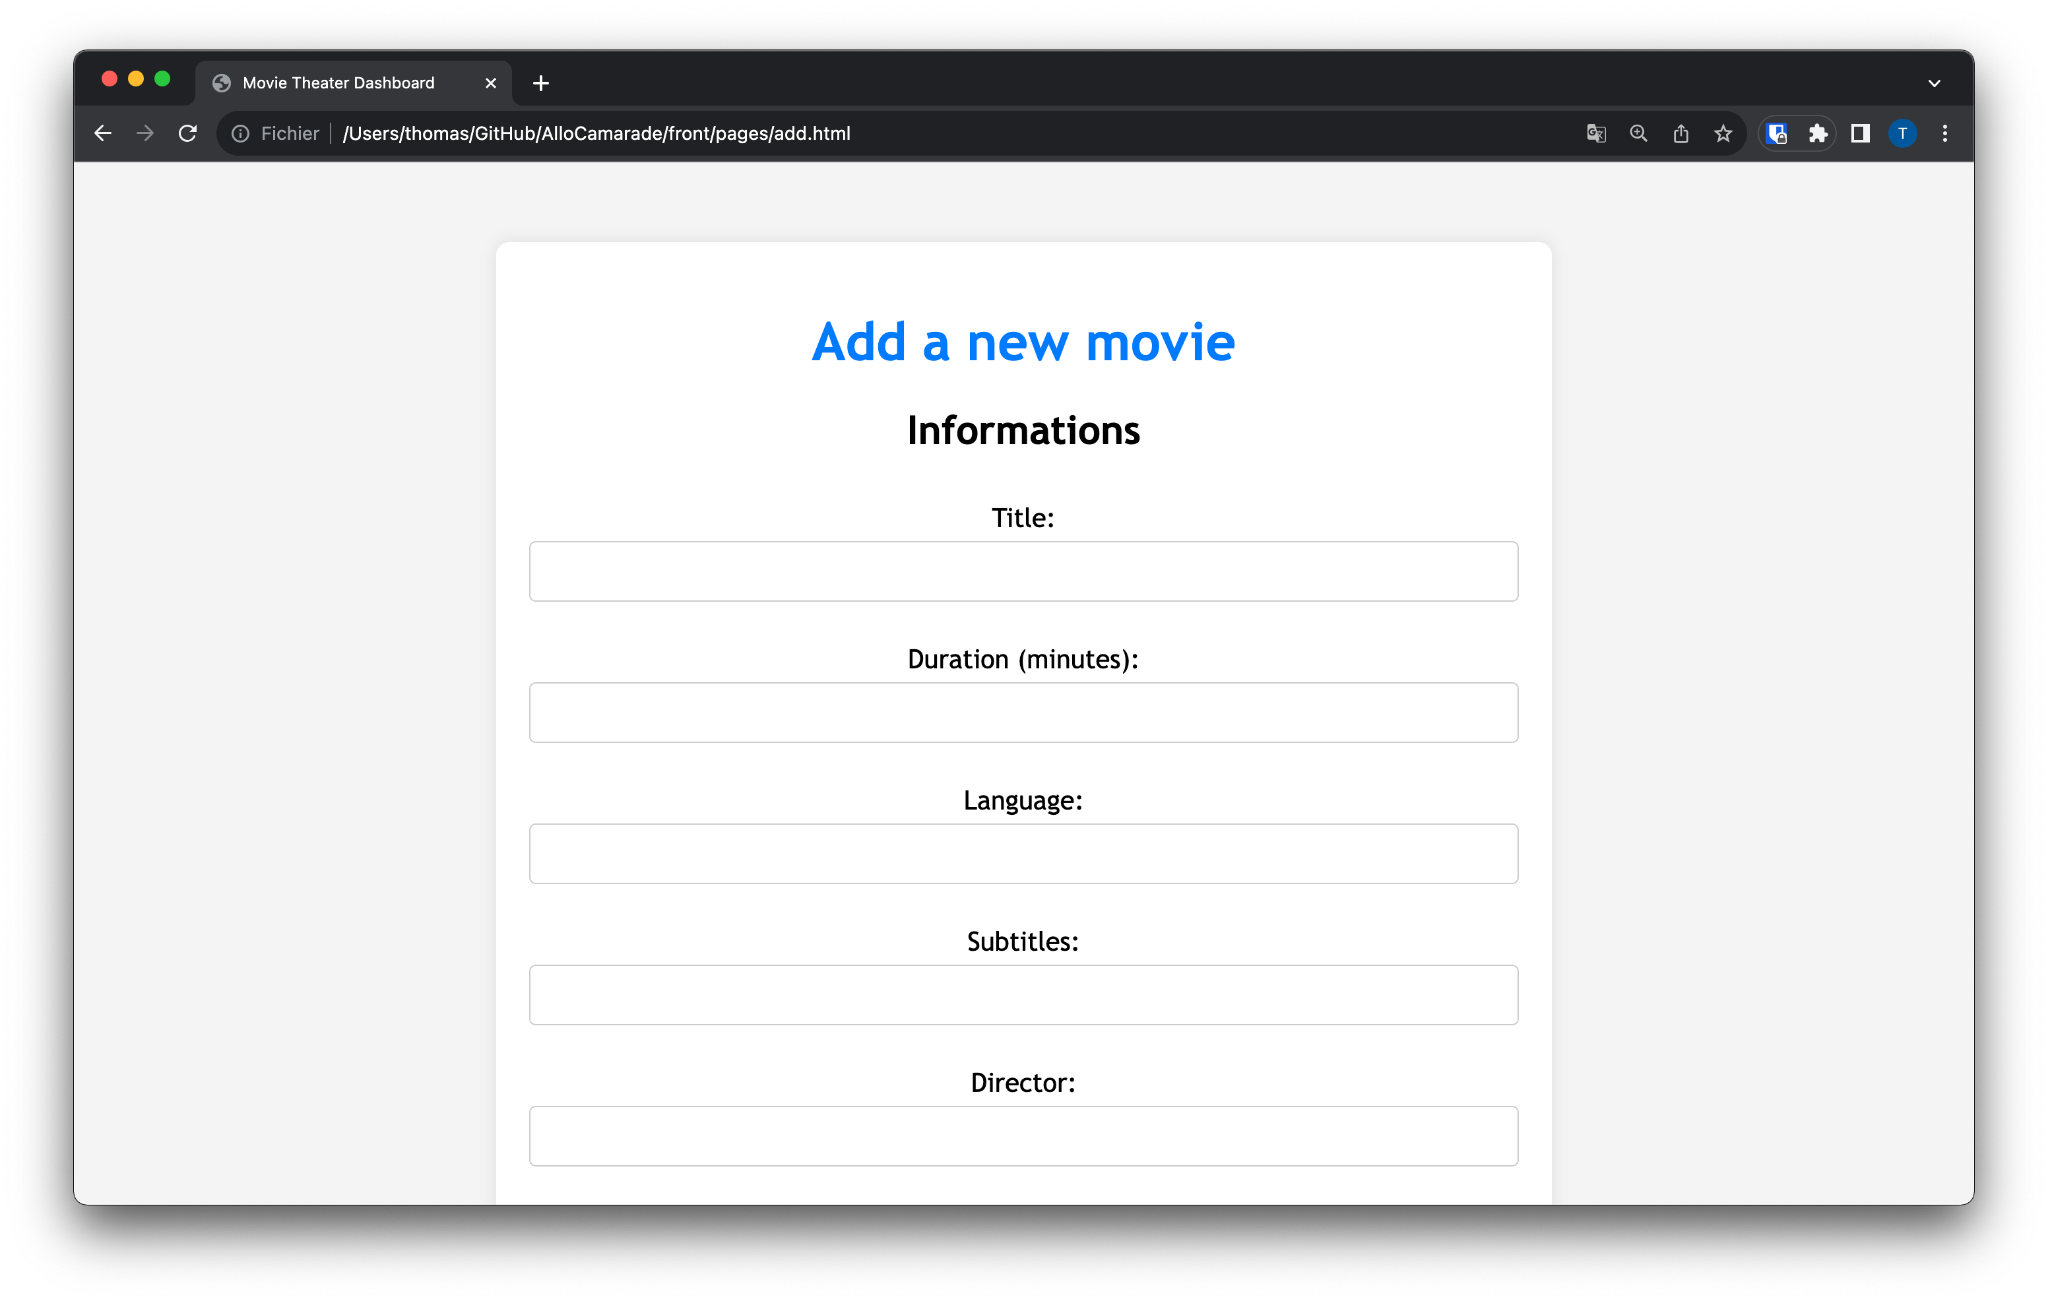 Movie Theater Dashboard
Fichier /Users/thomas/GitHub/AlloCamarade/front/pages/add.html
T
Add a new movie
Informations
Title:
Duration (minutes):
Language:
Subtitles:
Director: